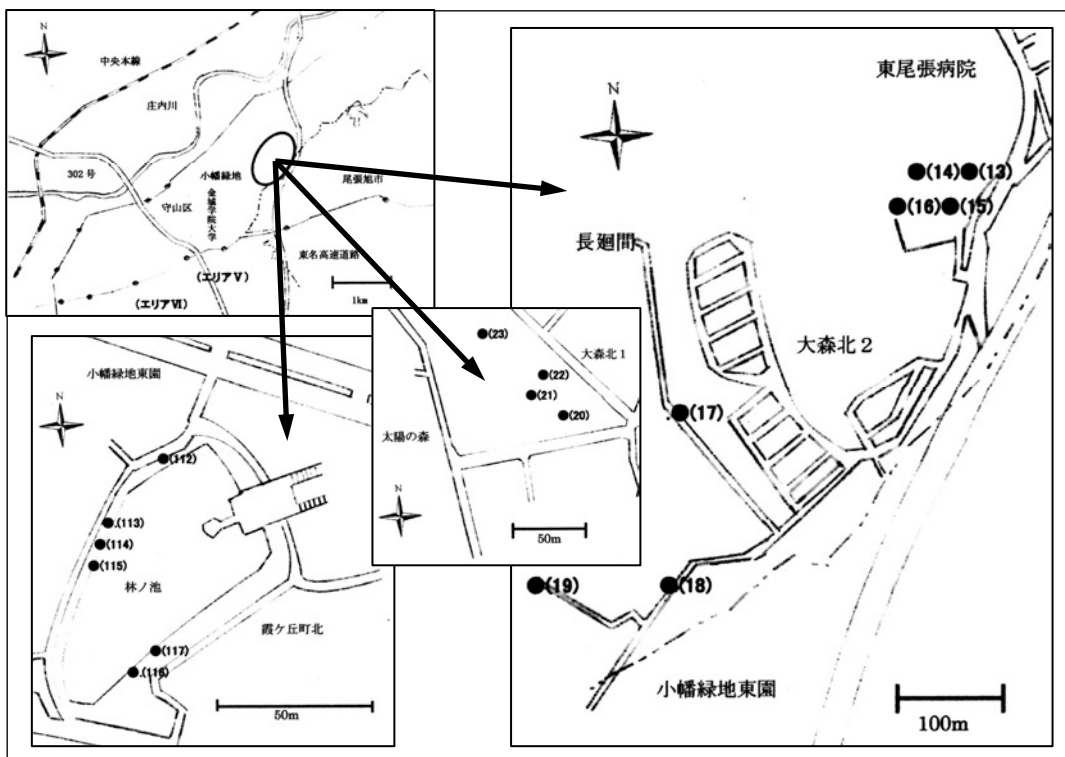 N
中央本線
庄内川
302 号
小幡緑地
守山区
金城学院大学
尾張旭市
東名高速道路
(エリアⅤ)
(エリアⅥ)
1km
N
東尾張病院
(14)
(13)
(16)
(15)
長廻間
大森北2
(17)
(19)
(18)
小幡緑地東園
100m
(23)
大森北1
(22)
(21)
(20)
太陽の森
N
50m
小幡緑地東園
N
(112)
.(113)
(114)
(115)
林ノ池
霞ケ丘町北
(117)
.(116)
50m